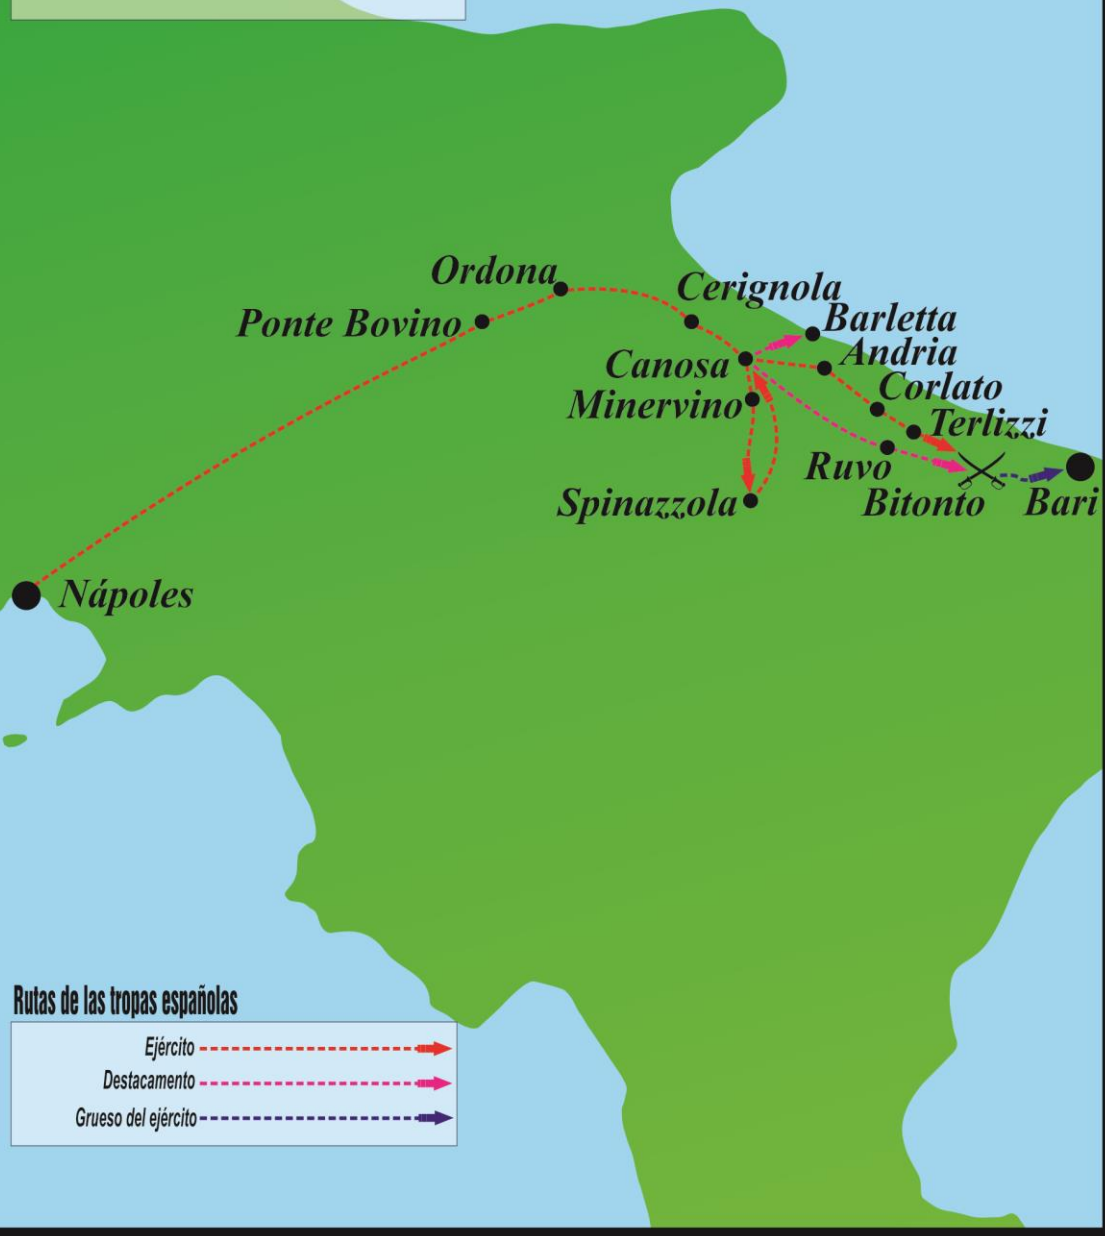 Ordona
Cerignola
Ponte Bovino
Barletta
Andria
Canosa
Corlato
Minervino
Terlizzi
Ruvo
Spinazzola
Bitonto
Bari
Nápoles
Rutas de las tropas españolas
Ejército
Destacamento
Grueso del ejército